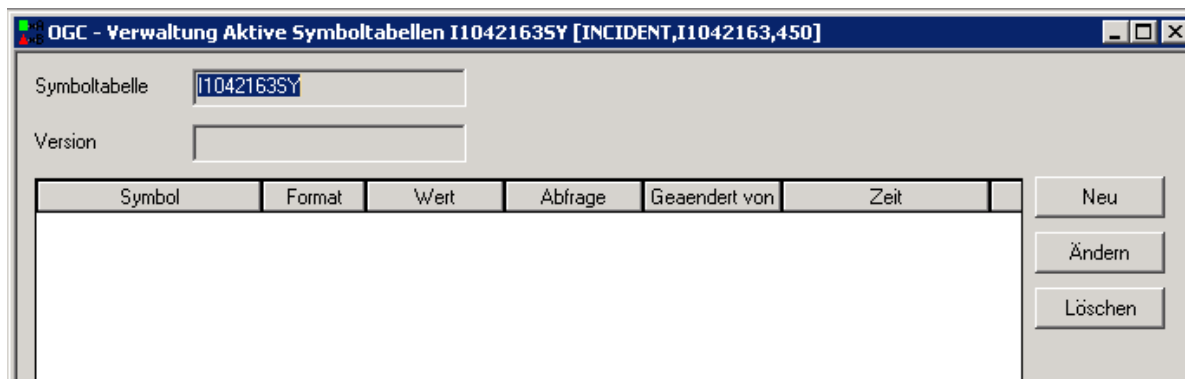 OGC - Verwaltung Aktive Symboltabellen I1042163SY [INCIDENT,I1042163,450]
Symboltabelle I1042163SY
Version
Symbol Format Wert Abfrage Geaendert von Zeit
Neu
Ändern
Löschen